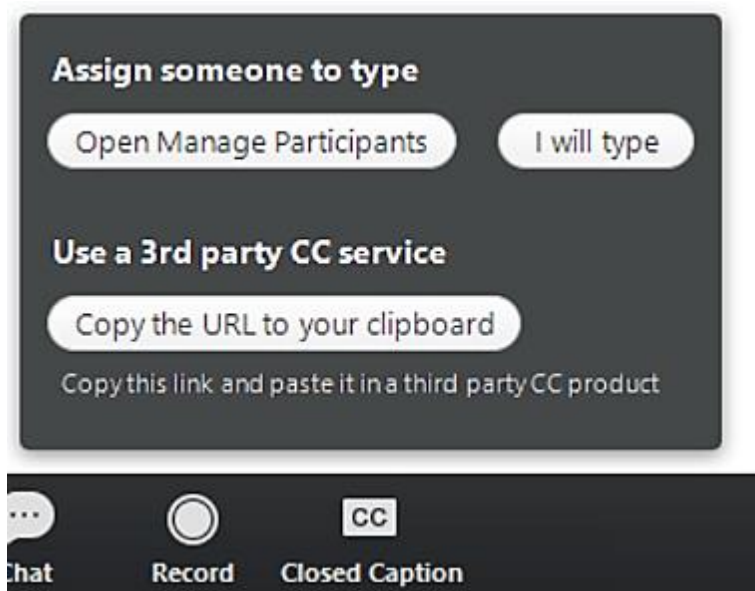 Assign someone to type
Open Manage Participants I will type
Use a 3rd party CC service
Copy the URL to your clipboard
Copy this link and paste it in a third party CC product
CC
Chat Record Closed Caption